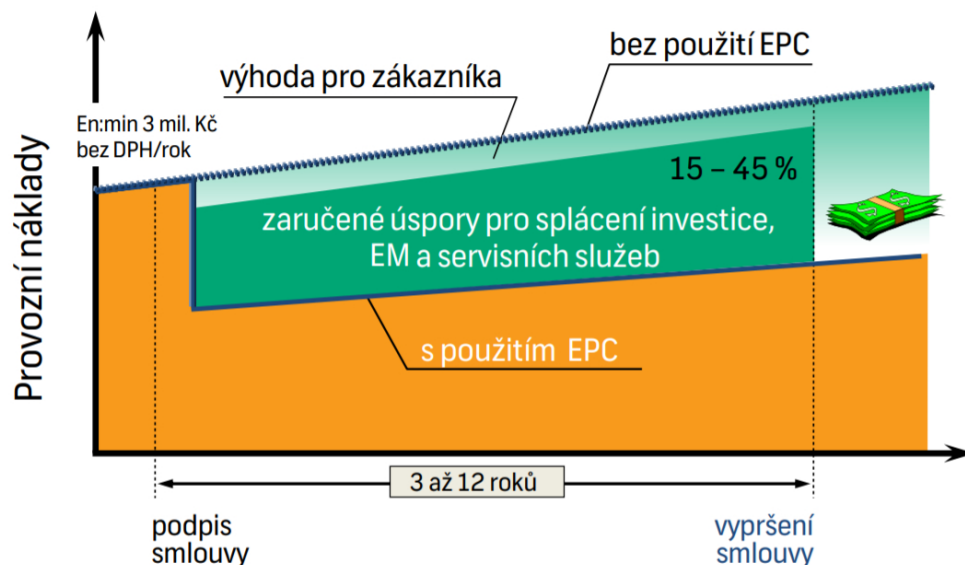 bez použití EPC
výhoda pro zákazníka
En:min 3 mil. Kč
bez DPH/rok
Provozní náklady
15 – 45 %
zaručené úspory pro splácení investice,
EM a servisních služeb
s použitím EPC
3 až 12 roků
podpis
smlouvy
vypršení
smlouvy